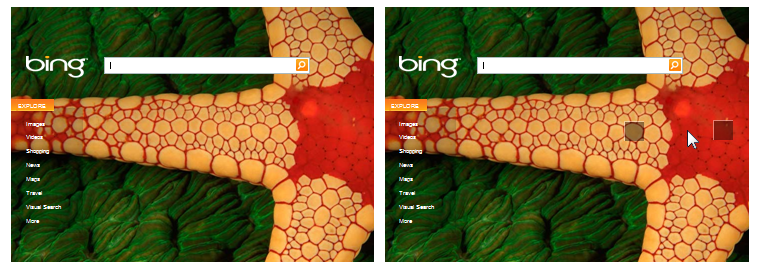 bing
EXPLORE
Images
Videos
Shopping
News
Maps
Travel
Visual Search
More
bing
EXPLORE
Images
Videos
Shopping
News
Maps
Travel
Visual Search
More